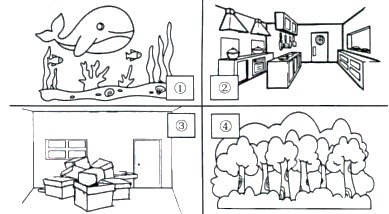 ①
②
③
④